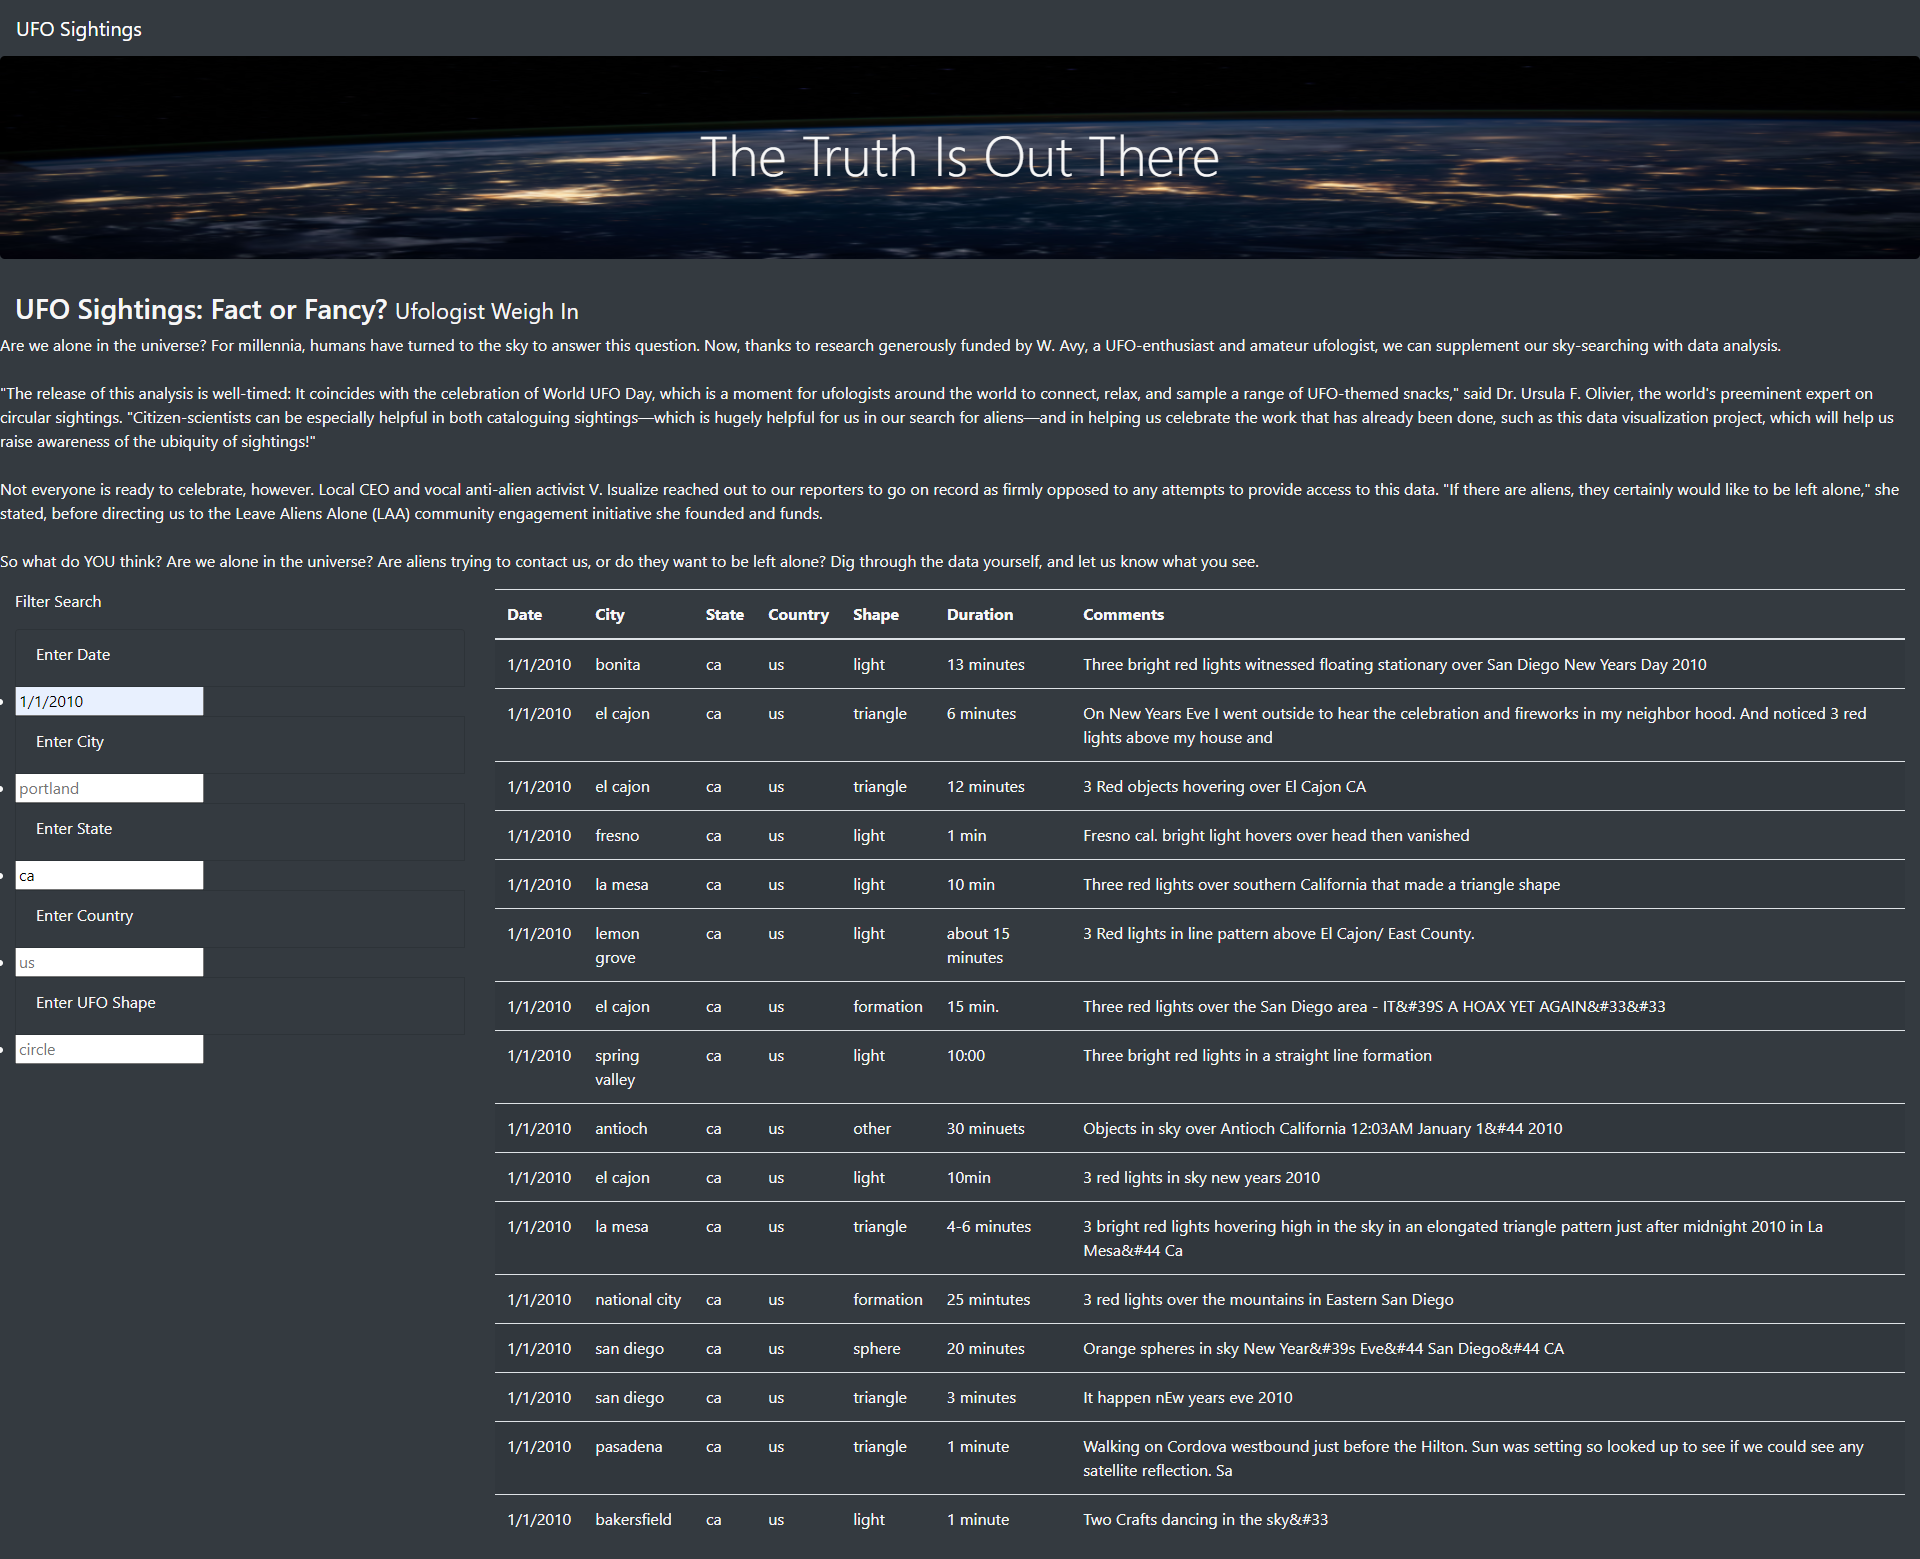 UFO Sightings
The Truth Is Out There
UFO Sightings: Fact or Fancy? Ufologist Weigh In
Are we alone in the universe? For millennia, humans have turned to the sky to answer this question. Now, thanks to research generously funded by W. Avy, a UFO-enthusiast and amateur ufologist, we can supplement our sky-searching with data analysis.
"The release of this analysis is well-timed: It coincides with the celebration of World UFO Day, which is a moment for ufologists around the world to connect, relax, and sample a range of UFO-themed snacks," said Dr. Ursula F. Olivier, the world's preeminent expert on
circular sightings. "Citizen-scientists can be especially helpful in both cataloguing sightings—which is hugely helpful for us in our search for aliens—and in helping us celebrate the work that has already been done, such as this data visualization project, which will help us
raise awareness of the ubiquity of sightings!"
Not everyone is ready to celebrate, however. Local CEO and vocal anti-alien activist V. Isualize reached out to our reporters to go on record as firmly opposed to any attempts to provide access to this data. "If there are aliens, they certainly would like to be left alone," she
stated, before directing us to the Leave Aliens Alone (LAA) community engagement initiative she founded and funds.
So what do YOU think? Are we alone in the universe? Are aliens trying to contact us, or do they want to be left alone? Dig through the data yourself, and let us know what you see.
Filter Search
Enter Date
1/1/2010
Enter City
portland
Enter State
ca
Enter Country
us
Enter UFO Shape
circle
Date City State Country Shape Duration Comments
1/1/2010 bonita ca us light 13 minutes Three bright red lights witnessed floating stationary over San Diego New Years Day 2010
1/1/2010 el cajon ca us triangle 6 minutes On New Years Eve I went outside to hear the celebration and fireworks in my neighbor hood. And noticed 3 red
lights above my house and
1/1/2010 el cajon ca us triangle 12 minutes 3 Red objects hovering over El Cajon CA
1/1/2010 fresno ca us light 1 min Fresno cal. bright light hovers over head then vanished
1/1/2010 la mesa ca us light 10 min Three red lights over southern California that made a triangle shape
1/1/2010 lemon ca us light about 15 3 Red lights in line pattern above El Cajon/ East County.
grove minutes
1/1/2010 el cajon ca us formation 15 min. Three red lights over the San Diego area - IT&#39S A HOAX YET AGAIN&#33&#33
1/1/2010 spring ca us light 10:00 Three bright red lights in a straight line formation
valley
1/1/2010 antioch ca us other 30 minuets Objects in sky over Antioch California 12:03AM January 1&#44 2010
1/1/2010 el cajon ca us light 10min 3 red lights in sky new years 2010
1/1/2010 la mesa ca us triangle 4-6 minutes 3 bright red lights hovering high in the sky in an elongated triangle pattern just after midnight 2010 in La
Mesa&#44 Ca
1/1/2010 national city ca us formation 25 mintutes 3 red lights over the mountains in Eastern San Diego
1/1/2010 san diego ca us sphere 20 minutes Orange spheres in sky New Year&#39s Eve&#44 San Diego&#44 CA
1/1/2010 san diego ca us triangle 3 minutes It happen nEw years eve 2010
1/1/2010 pasadena ca us triangle 1 minute Walking on Cordova westbound just before the Hilton. Sun was setting so looked up to see if we could see any
satellite reflection. Sa
1/1/2010 bakersfield ca us light 1 minute Two Crafts dancing in the sky&#33